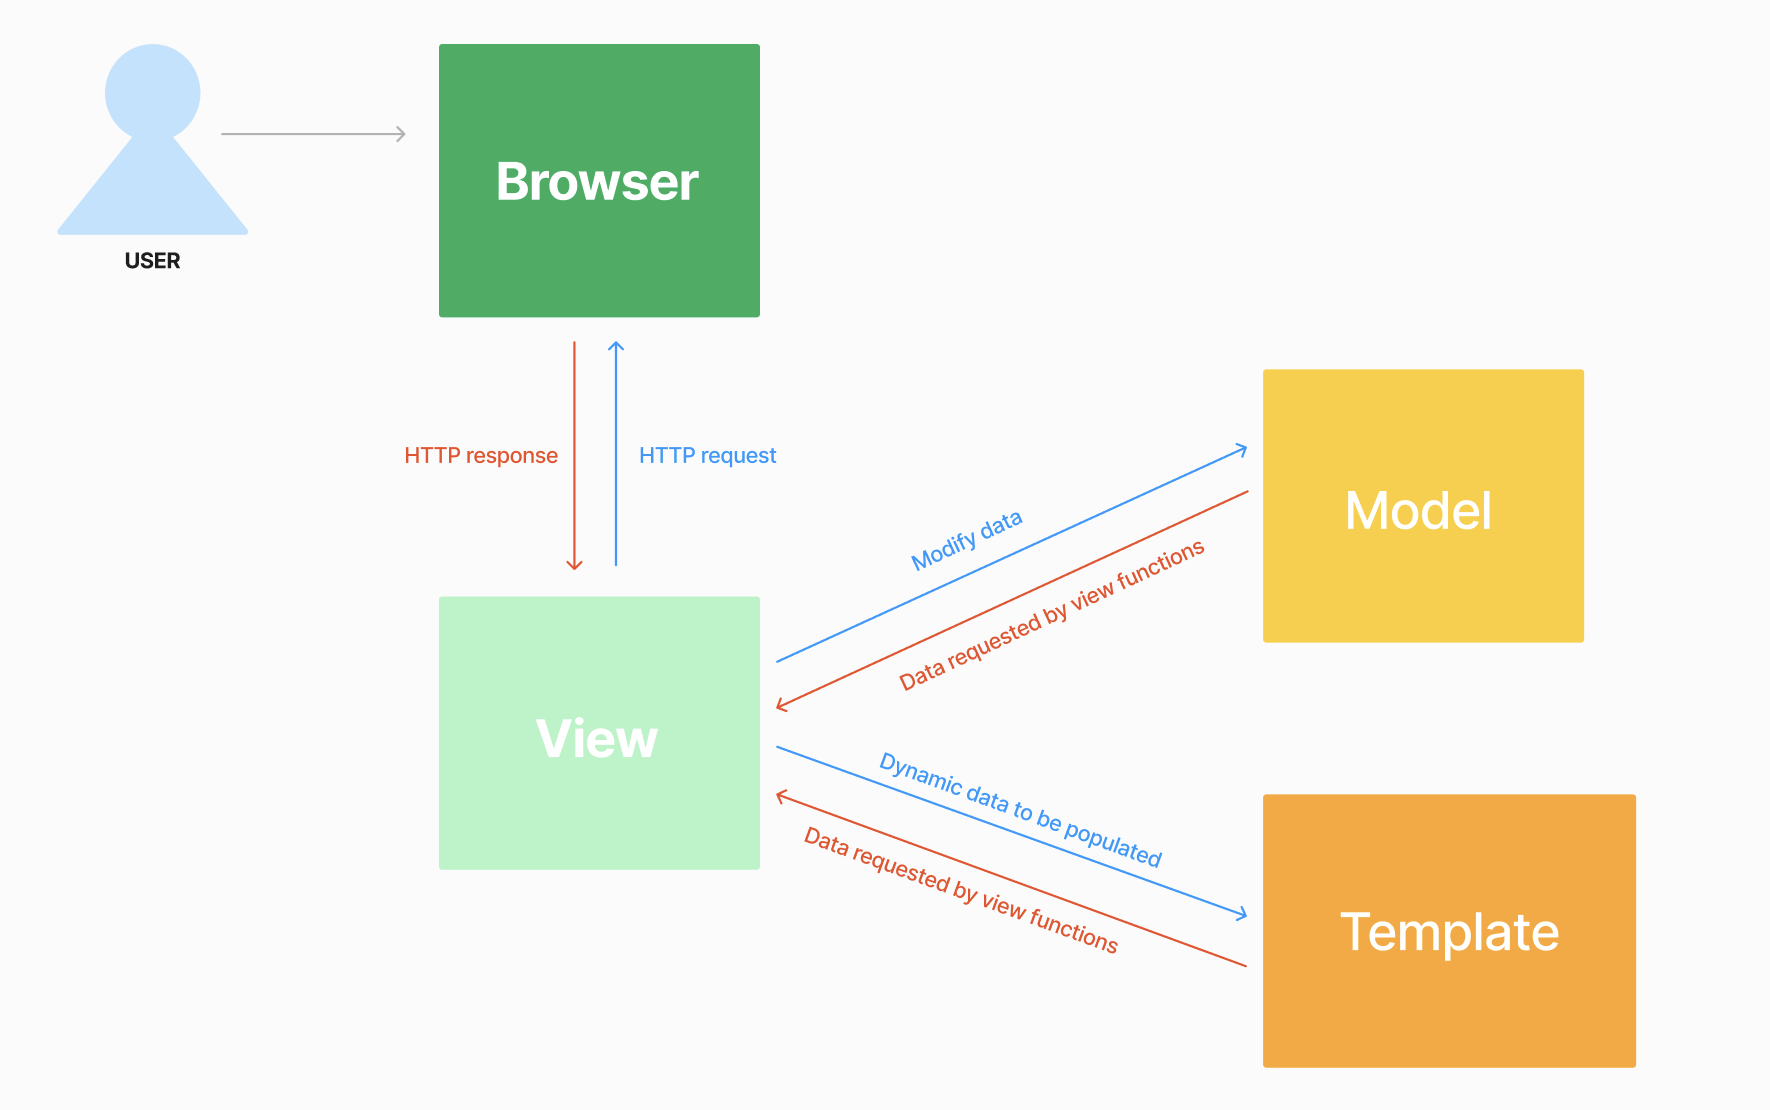 Browser
USER
HTTP response
HTTP request
Modify data
Model
Data requested by view functions
View
Dynamic data to be populated
Data requested by view functions
Template